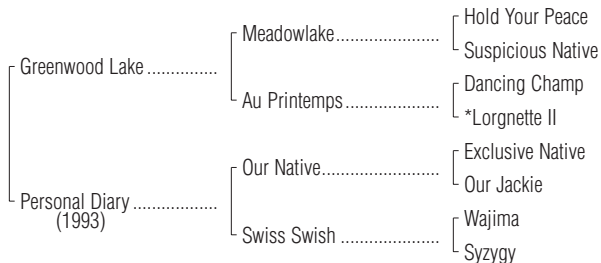 Hold Your Peace
Meadowlake....................
Suspicious Native
Greenwood Lake ..............
Dancing Champ
Au Printemps..................
*Lorgnette II
Exclusive Native
Our Native.......................
Our Jackie
Personal Diary .................
(1993)
Wajima
Swiss Swish ...................
Syzygy